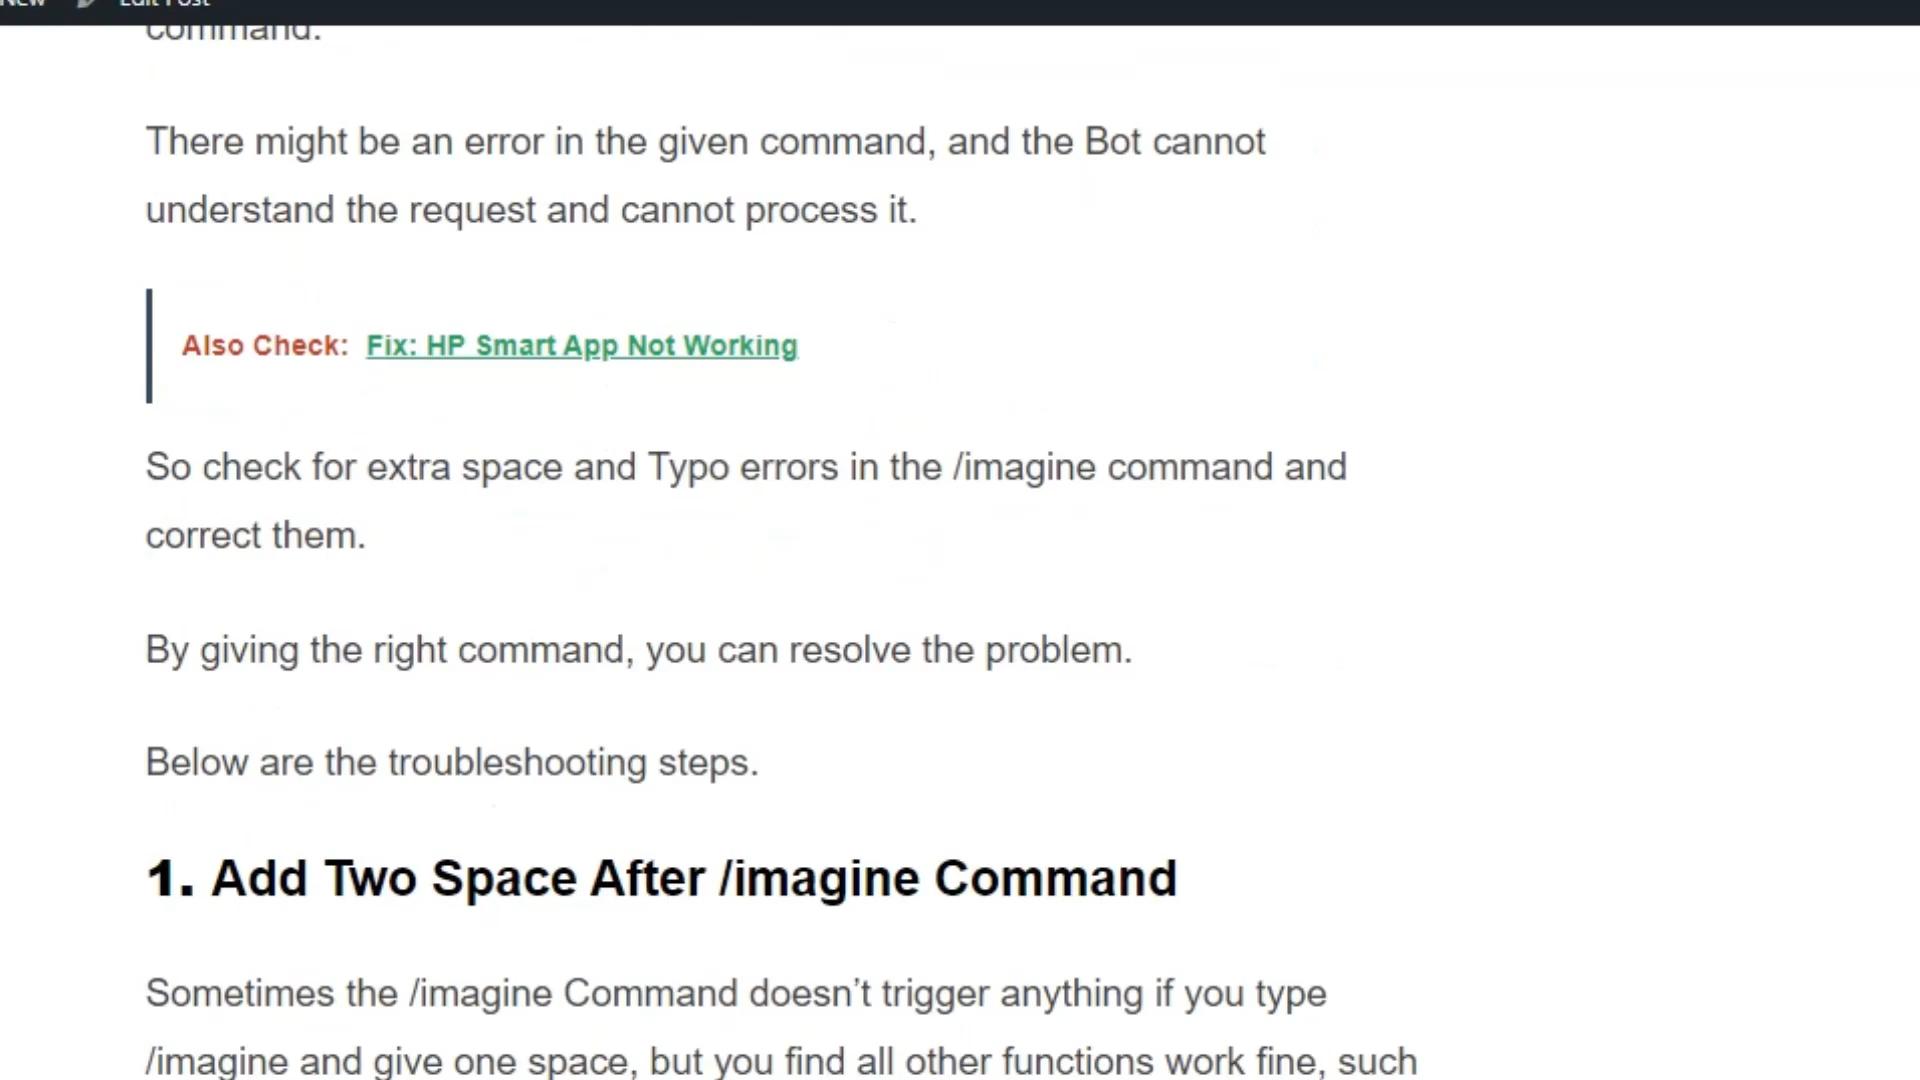 New Edit Post
command.
There might be an error in the given command, and the Bot cannot
understand the request and cannot process it.
Also Check: Fix: HP Smart App Not Working
So check for extra space and Typo errors in the /imagine command and
correct them.
By giving the right command, you can resolve the problem.
Below are the troubleshooting steps.
1. Add Two Space After /imagine Command
Sometimes the /imagine Command doesn’t trigger anything if you type
/imagine and give one space, but you find all other functions work fine, such